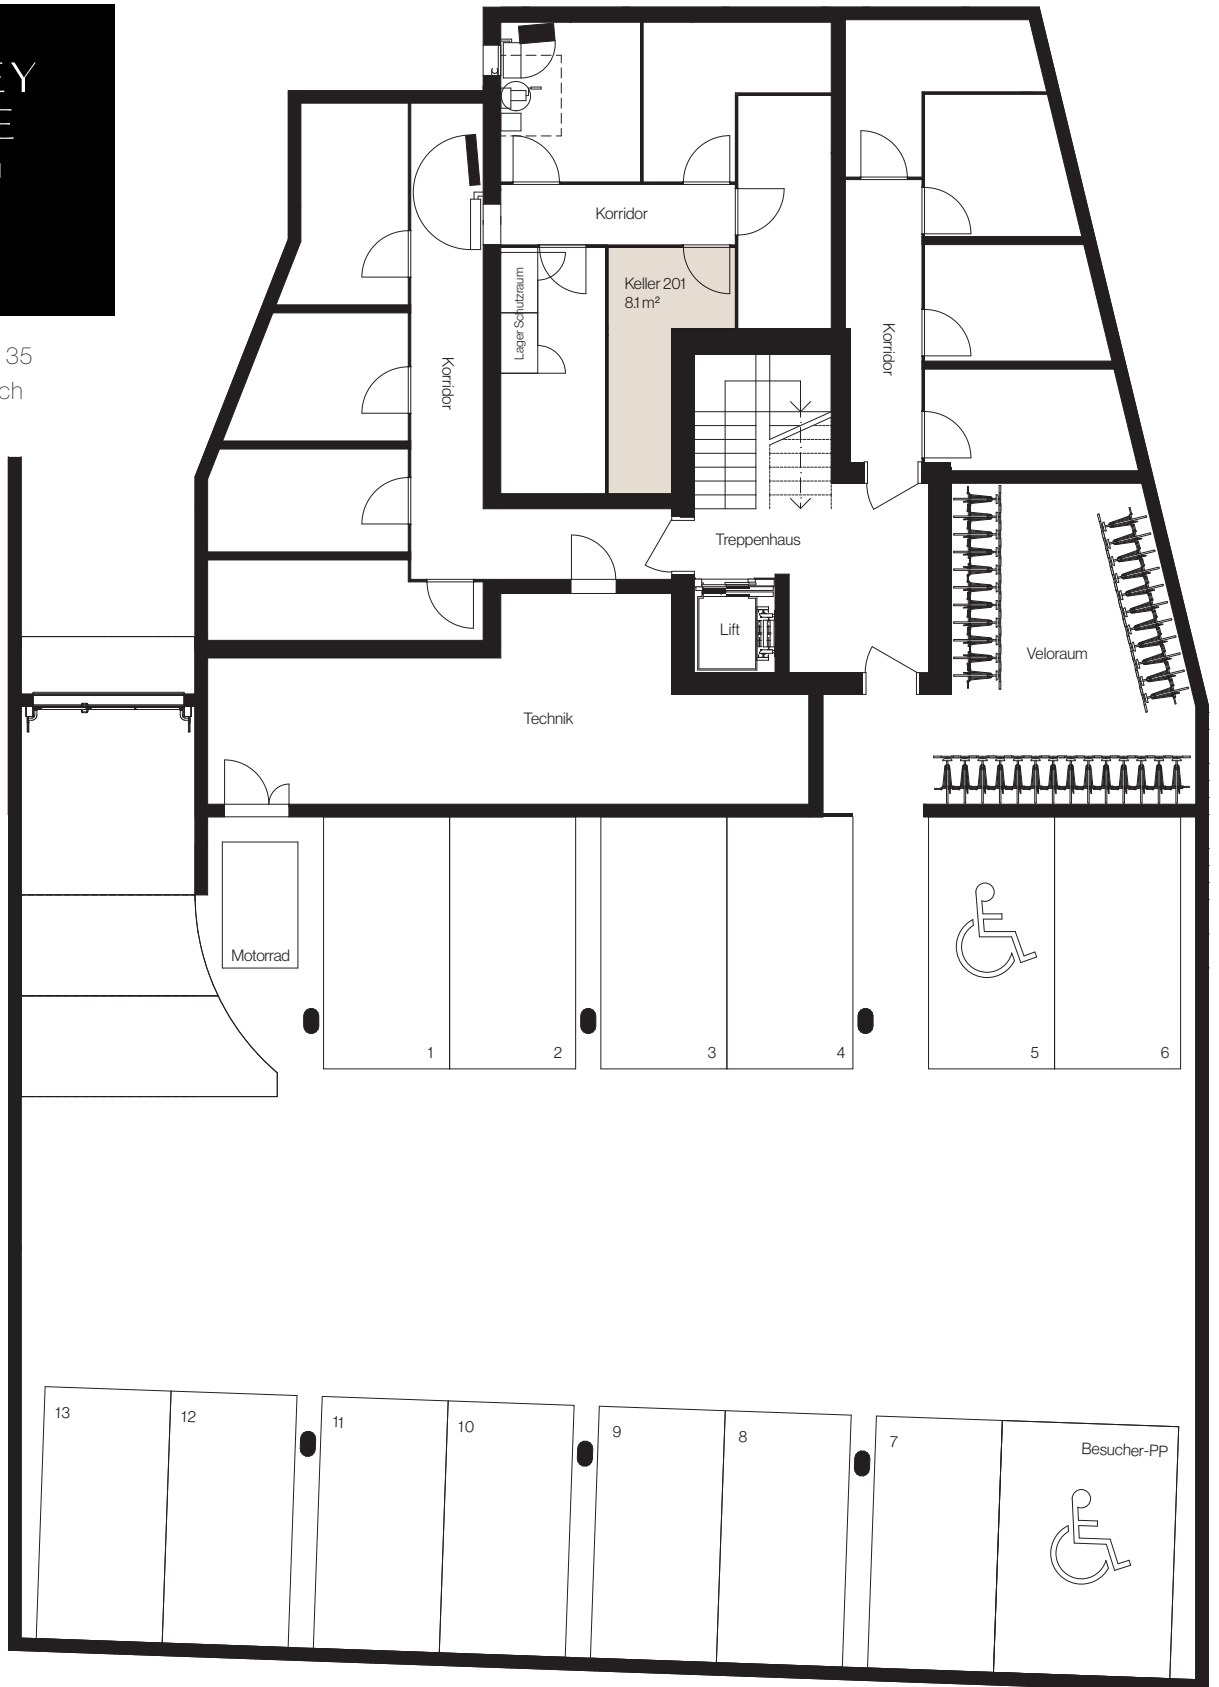 Y
E
35
ch
Korridor
Keller 201
8.1 m²
Lager Schutzraum
Korridor
Korridor
Treppenhaus
Lift
Veloraum
Technik
Motorrad
1
2
3
4
5
6
13
12
11
10
9
8
7
Besucher-PP